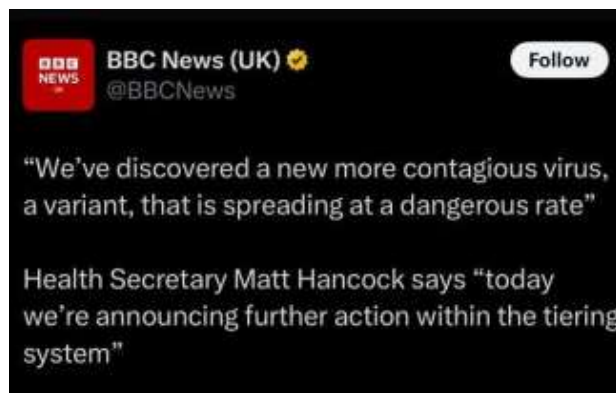 BBC
NEWS
UK
BBC News (UK)
@BBCNews
Follow
“We’ve discovered a new more contagious virus,
a variant, that is spreading at a dangerous rate”
Health Secretary Matt Hancock says “today
we’re announcing further action within the tiering
system”